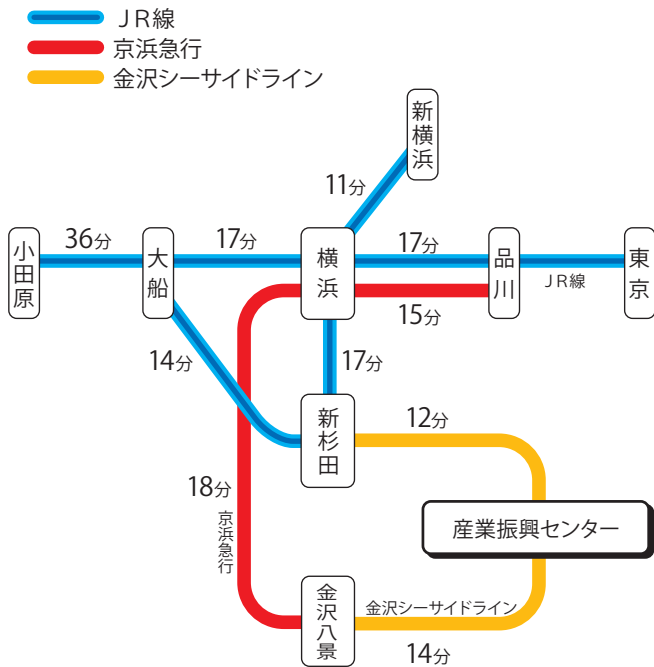 JR線
京浜急行
金沢シーサイドライン
新横浜
11分
36分
17分
17分
小田原
大船
横浜
品川
東京
JR線
15分
14分
17分
新杉田
12分
18分
京浜急行
産業振興センター
金沢八景
金沢シーサイドライン
14分